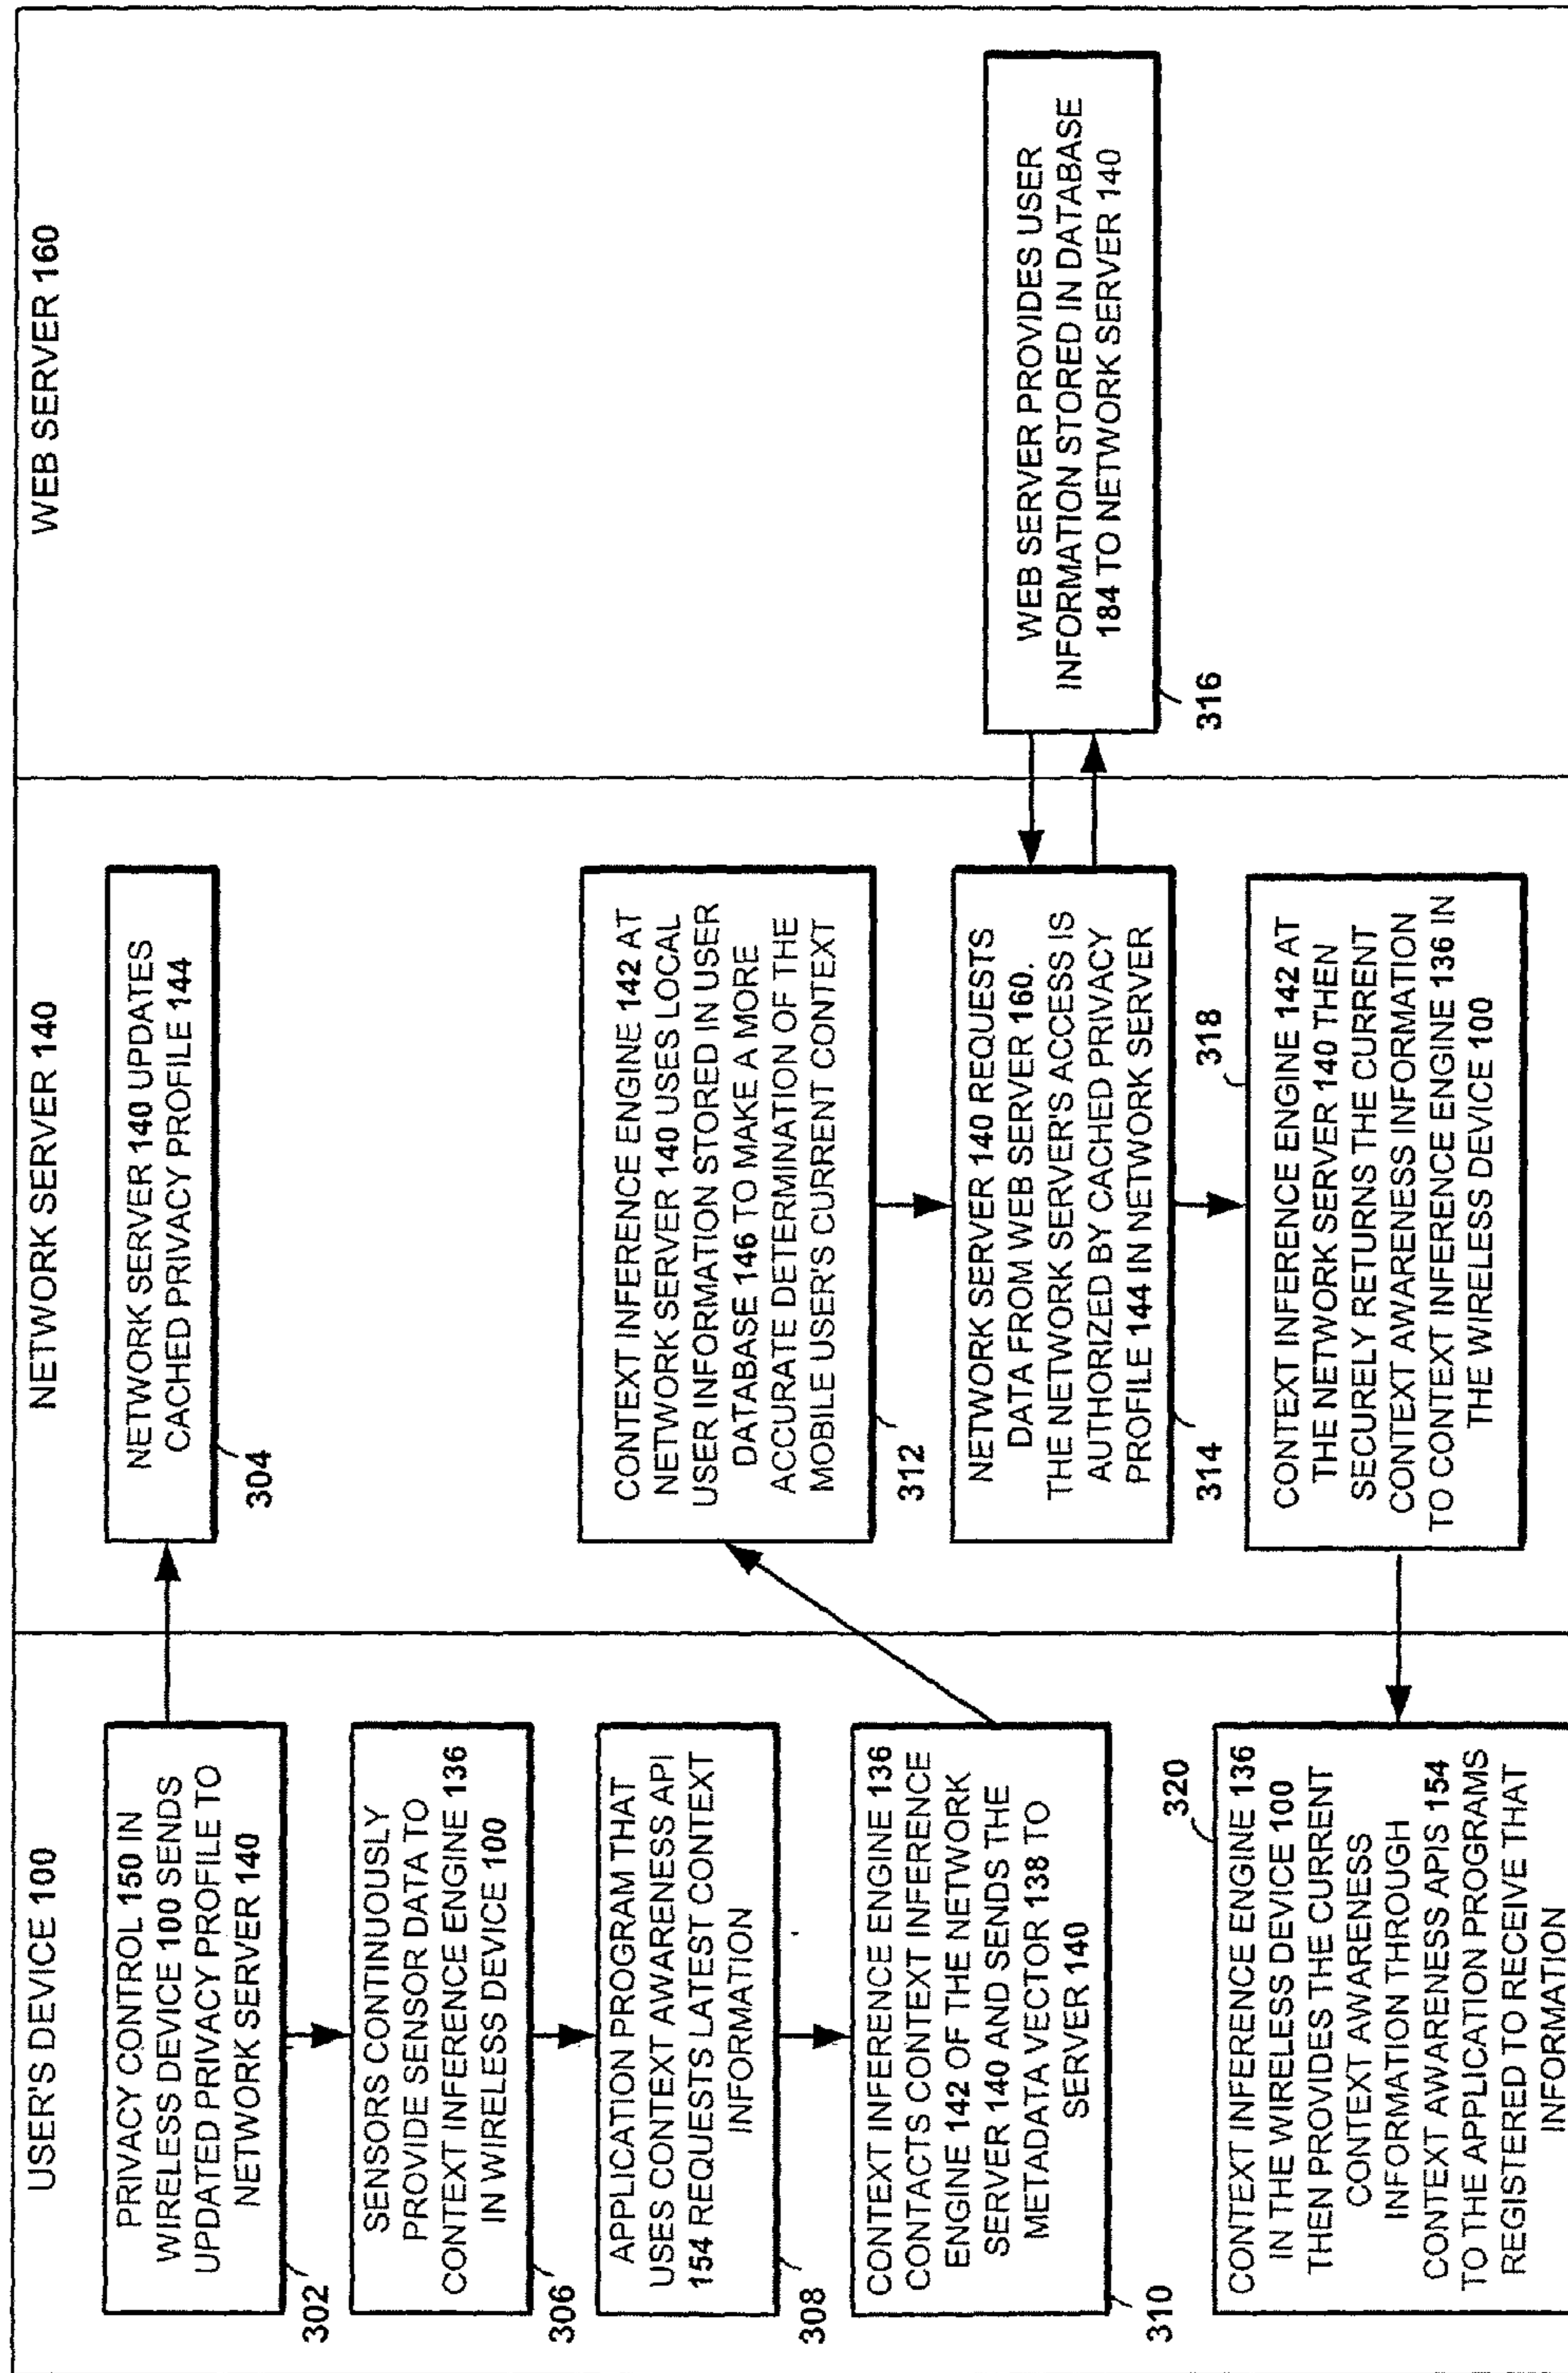 USER'S DEVICE 100
PRIVACY CONTROL 150 IN
WIRELESS DEVICE 100 SENDS
UPDATED PRIVACY PROFILE TO
NETWORK SERVER 140
302
SENSORS CONTINUOUSLY
PROVIDE SENSOR DATA TO
CONTEXT INFERENCE ENGINE 136
IN WIRELESS DEVICE 100
306
APPLICATION PROGRAM THAT
USES CONTEXT AWARENESS API
154 REQUESTS LATEST CONTEXT
INFORMATION
308
CONTEXT INFERENCE ENGINE 136
CONTACTS CONTEXT INFERENCE
ENGINE 142 OF THE NETWORK
SERVER 140 AND SENDS THE
METADATA VECTOR 138 TO
SERVER 140
310
320
CONTEXT INFERENCE ENGINE 136
IN THE WIRELESS DEVICE 100
THEN PROVIDES THE CURRENT
CONTEXT AWARENESS
INFORMATION THROUGH
CONTEXT AWARENESS APIS 154
TO THE APPLICATION PROGRAMS
REGISTERED TO RECEIVE THAT
INFORMATION
NETWORK SERVER 140
NETWORK SERVER 140 UPDATES
CACHED PRIVACY PROFILE 144
304
CONTEXT INFERENCE ENGINE 142 AT
NETWORK SERVER 140 USES LOCAL
USER INFORMATION STORED IN USER
DATABASE 146 TO MAKE A MORE
ACCURATE DETERMINATION OF THE
MOBILE USER'S CURRENT CONTEXT
312
NETWORK SERVER 140 REQUESTS
DATA FROM WEB SERVER 160.
THE NETWORK SERVER'S ACCESS IS
AUTHORIZED BY CACHED PRIVACY
PROFILE 144 IN NETWORK SERVER
314
318
CONTEXT INFERENCE ENGINE 142 AT
THE NETWORK SERVER 140 THEN
SECURELY RETURNS THE CURRENT
CONTEXT AWARENESS INFORMATION
TO CONTEXT INFERENCE ENGINE 136 IN
THE WIRELESS DEVICE 100
WEB SERVER 160
WEB SERVER PROVIDES USER
INFORMATION STORED IN DATABASE
184 TO NETWORK SERVER 140
316